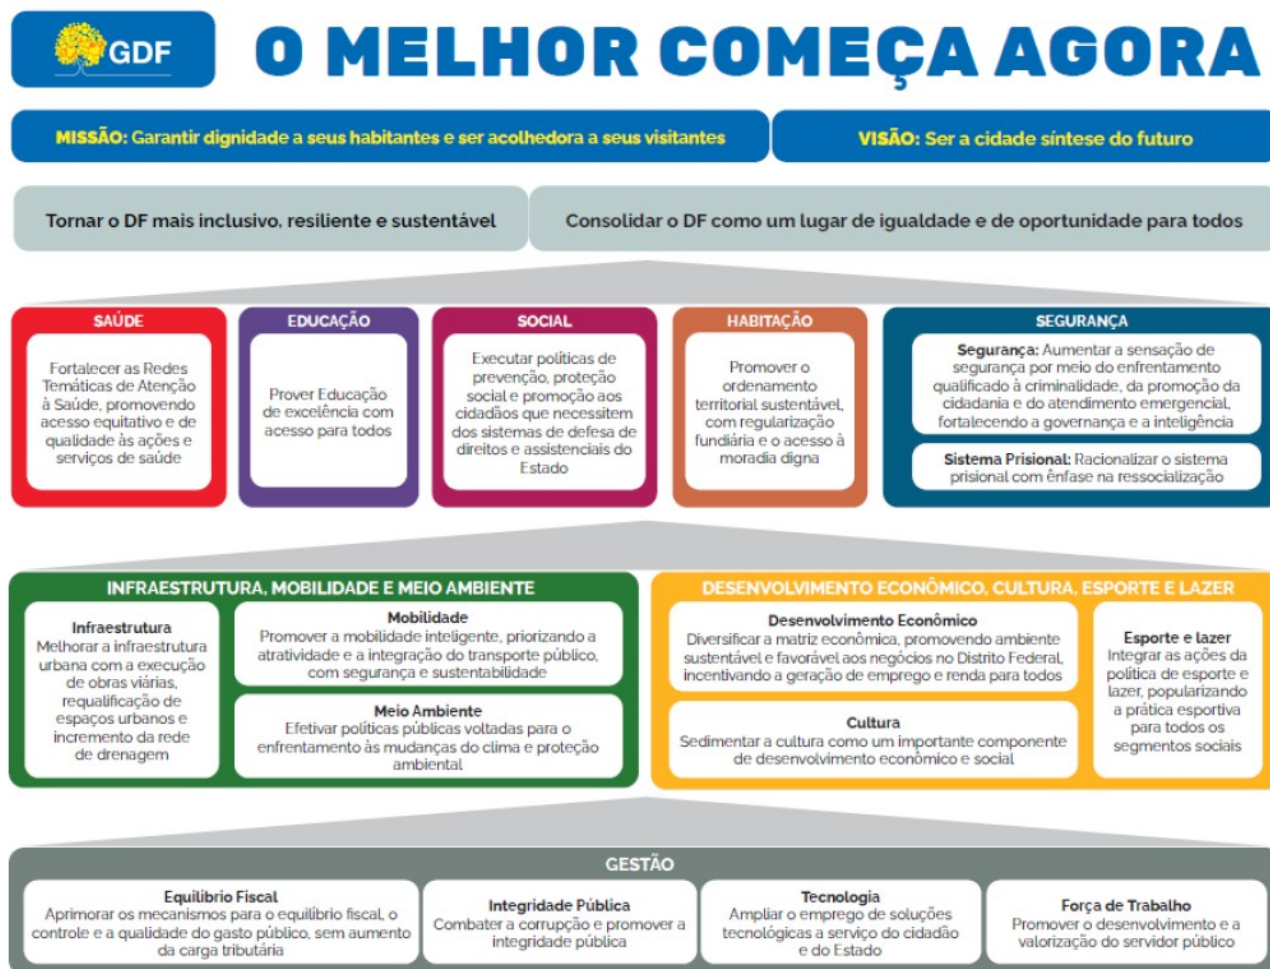 GDF
O MELHOR COMEÇA AGORA
MISSÃO: Garantir dignidade a seus habitantes e ser acolhedora a seus visitantes
VISÃO: Ser a cidade síntese do futuro
Tornar o DF mais inclusivo, resiliente e sustentável
Consolidar o DF como um lugar de igualdade e de oportunidade para todos
SAÚDE
Fortalecer as Redes
Temáticas de Atenção
à Saúde, promovendo
acesso equitativo e de
qualidade às ações e
serviços de saúde
EDUCAÇÃO
Prover Educação
de excelência com
acesso para todos
SOCIAL
Executar políticas de
prevenção, proteção
social e promoção aos
cidadãos que necessitem
dos sistemas de defesa de
direitos e assistenciais do
Estado
HABITAÇÃO
Promover o
ordenamento
territorial sustentável,
com regularização
fundiária e o acesso à
moradia digna
SEGURANÇA
Segurança: Aumentar a sensação de
segurança por meio do enfrentamento
qualificado à criminalidade, da promoção da
cidadania e do atendimento emergencial,
fortalecendo a governança e a inteligência
Sistema Prisional: Racionalizar o sistema
prisional com ênfase na ressocialização
INFRAESTRUTURA, MOBILIDADE E MEIO AMBIENTE
Infraestrutura
Melhorar a infraestrutura
urbana com a execução
de obras viárias,
requalificação de
espaços urbanos e
incremento da rede
de drenagem
Mobilidade
Promover a mobilidade inteligente, priorizando a
atratividade e a integração do transporte público,
com segurança e sustentabilidade
Meio Ambiente
Efetivar políticas públicas voltadas para o
enfrentamento às mudanças do clima e proteção
ambiental
DESENVOLVIMENTO ECONÔMICO, CULTURA, ESPORTE E LAZER
Desenvolvimento Econômico
Diversificar a matriz econômica, promovendo ambiente
sustentável e favorável aos negócios no Distrito Federal,
incentivando a geração de emprego e renda para todos
Cultura
Sedimentar a cultura como um importante componente
de desenvolvimento econômico e social
Esporte e lazer
Integrar as ações da
política de esporte e
lazer, popularizando
a prática esportiva
para todos os
segmentos sociais
GESTÃO
Equilíbrio Fiscal
Aprimorar os mecanismos para o equilíbrio fiscal, o
controle e a qualidade do gasto público, sem aumento
da carga tributária
Integridade Pública
Combater a corrupção e promover a
integridade pública
Tecnologia
Ampliar o emprego de soluções
tecnológicas a serviço do cidadão
e do Estado
Força de Trabalho
Promover o desenvolvimento e a
valorização do servidor público